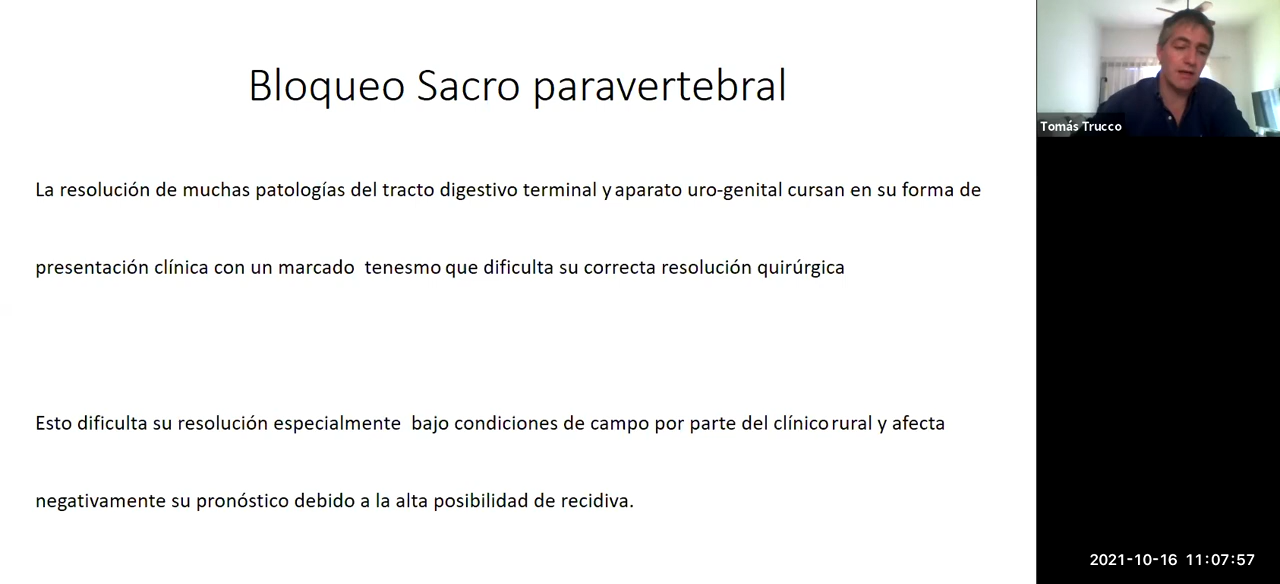 Bloqueo Sacro paravertebral
La resolución de muchas patologías del tracto digestivo terminal y aparato uro-genital cursan en su forma de
presentación clínica con un marcado tenesmo que dificulta su correcta resolución quirúrgica
Esto dificulta su resolución especialmente bajo condiciones de campo por parte del clínico rural y afecta
negativamente su pronóstico debido a la alta posibilidad de recidiva.
Tomás Trucco
2021-10-16 11:07:57